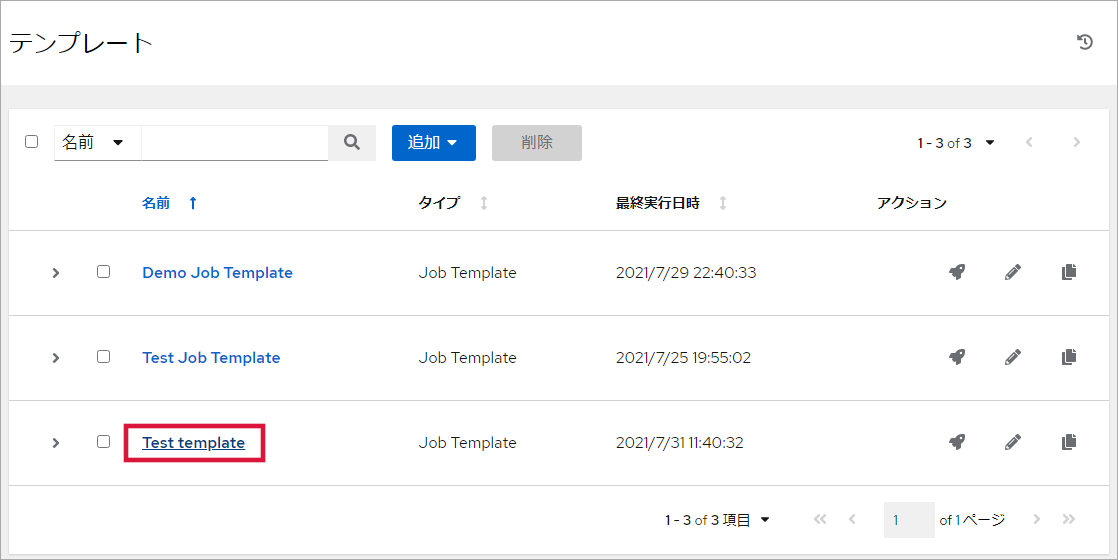 テンプレート
名前 追加 削除 1 - 3 of 3
名前 タイプ 最終実行日時 アクション
Demo Job Template Job Template 2021/7/29 22:40:33
Test Job Template Job Template 2021/7/25 19:55:02
Test template Job Template 2021/7/31 11:40:32
1 - 3 of 3 項目 1 of 1 ページ